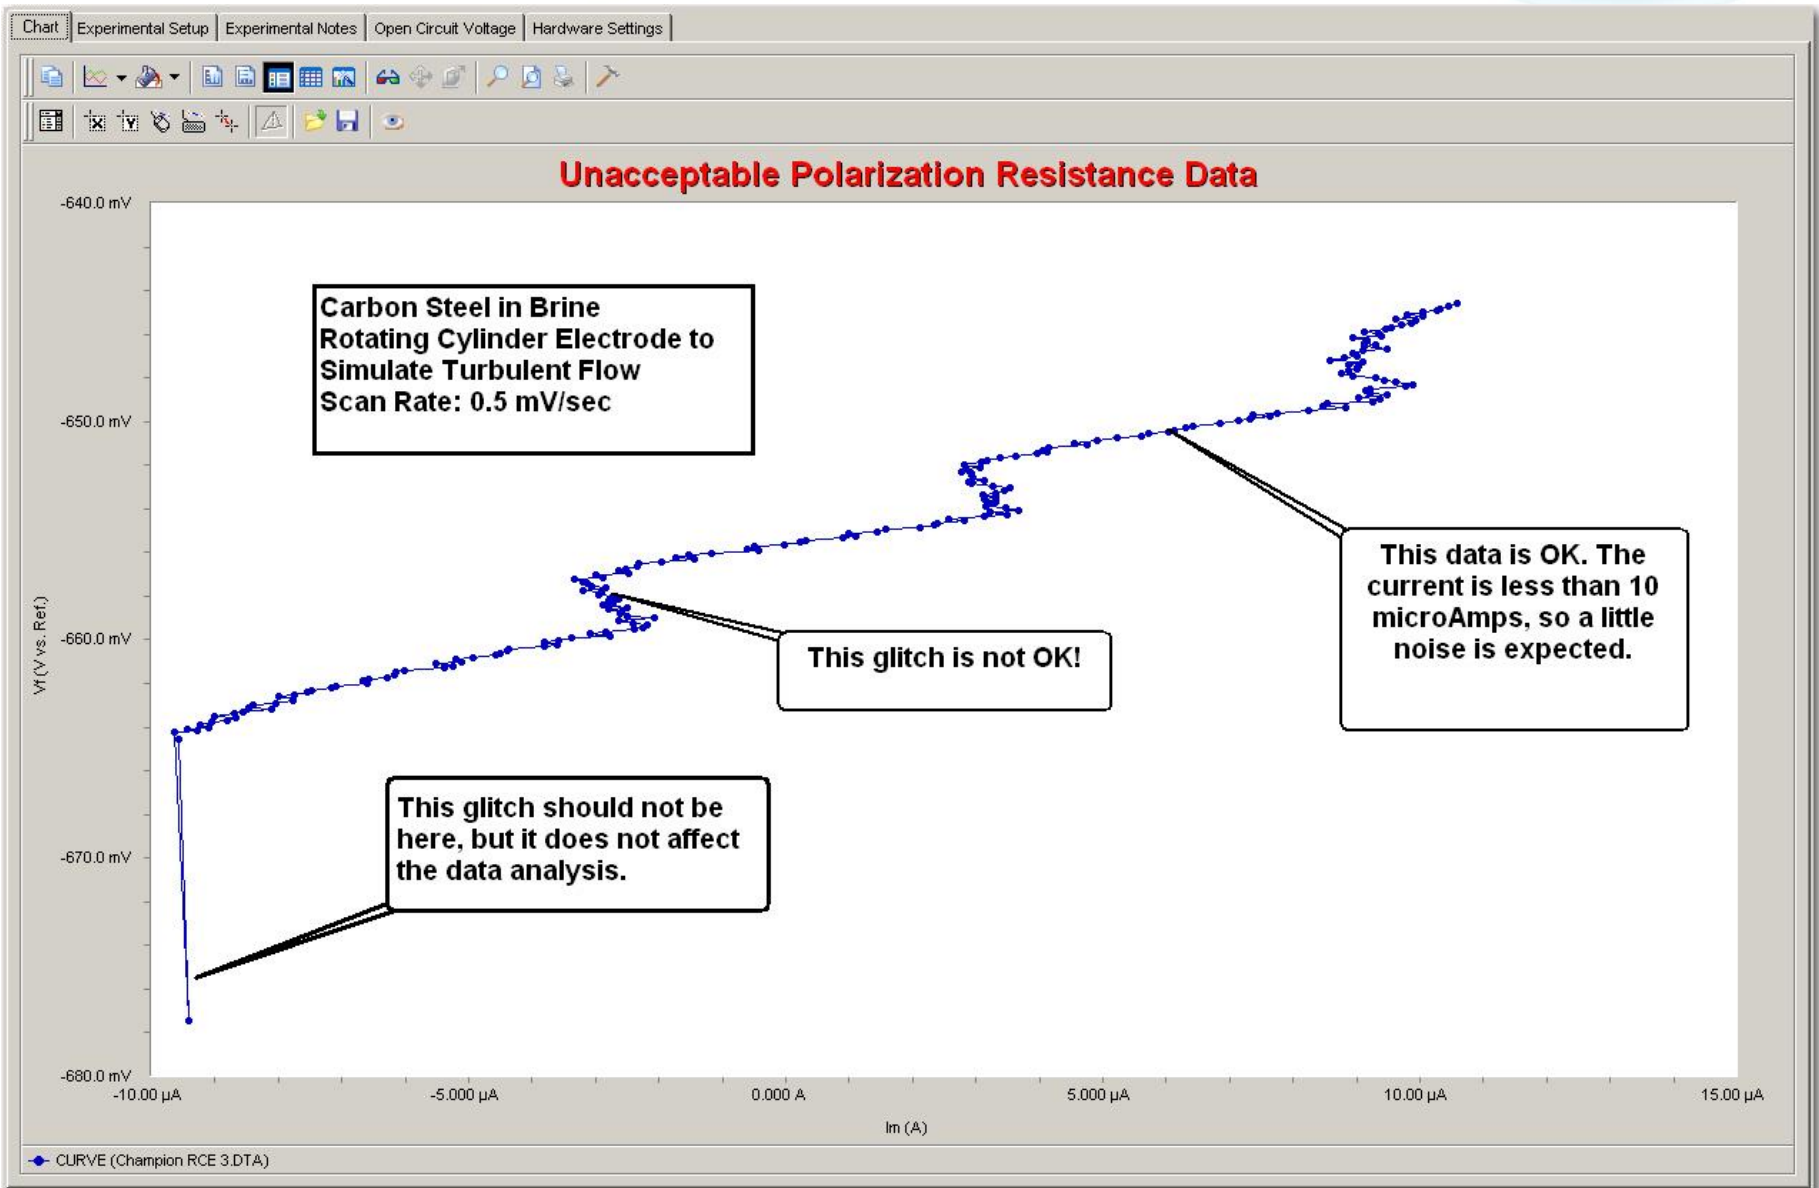 Chart Experimental Setup Experimental Notes Open Circuit Voltage Hardware Settings
Unacceptable Polarization Resistance Data
-640.0 mV
-650.0 mV
-660.0 mV
-670.0 mV
-680.0 mV
Vf (V vs. Ref.)
Carbon Steel in Brine
Rotating Cylinder Electrode to
Simulate Turbulent Flow
Scan Rate: 0.5 mV/sec
This data is OK. The
current is less than 10
microAmps, so a little
noise is expected.
This glitch is not OK!
This glitch should not be
here, but it does not affect
the data analysis.
-10.00 µA
-5.000 µA
0.000 A
5.000 µA
10.00 µA
15.00 µA
Im (A)
CURVE (Champion RCE 3.DTA)